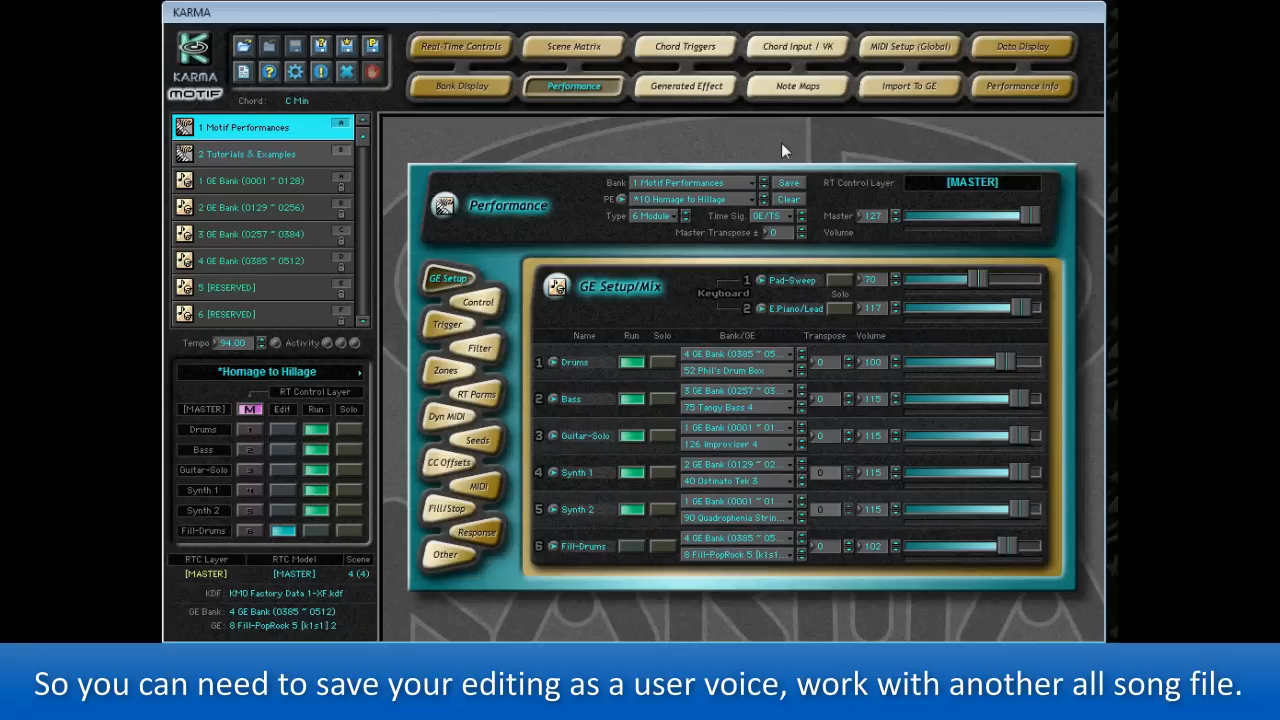 KARMA
KARMA
MOTIF
Real-Time Controls
Scene Matrix
Chord Triggers
Chord Input / VK
MIDI Setup (Global)
Data Display
Bank Display
Performance
Generated Effect
Note Maps
Import To GE
Performance Info
Chord: C Min
1 Motif Performances A
2 Tutorials & Examples B
1 GE Bank (0001 ~ 0128) A
2 GE Bank (0129 ~ 0256) B
3 GE Bank (0257 ~ 0384) C
4 GE Bank (0385 ~ 0512) D
5 [RESERVED]
6 [RESERVED]
Tempo 94.00 Activity
*Homage to Hillage
RT Control Layer
[MASTER] M Edit Run Solo
Drums 1
Bass 2
Guitar-Solo 3
Synth 1 4
Synth 2 5
Fill-Drums 6
RTC Layer RTC Model Scene
[MASTER] [MASTER] 4 (4)
KDF: KMO Factory Data 1-XF.kdf
GE Bank: 4 GE Bank (0385 ~ 0512)
GE: 8 Fill-PopRock 5 [k1s1] 2
Performance
Bank 1 Motif Performances Save
PE *10 Homage to Hillage Clear
Type 6 Module Time Sig. GE/TS
Master Transpose ± 0
RT Control Layer [MASTER]
Master 127
Volume
GE Setup
Control
Trigger
Filter
Zones
RT Parms
Dyn MIDI
Seeds
CC Offsets
MIDI
Fill/Stop
Response
Other
GE Setup/Mix
Keyboard
1 Pad-Sweep 70
Solo
2 E.Piano/Lead 117
Name Run Solo Bank/GE Transpose Volume
1 Drums 4 GE Bank (0385 ~ 05... 0 100
52 Phil's Drum Box
2 Bass 3 GE Bank (0257 ~ 03... 0 115
75 Tangy Bass 4
3 Guitar-Solo 1 GE Bank (0001 ~ 01... 0 115
126 Improviser 4
4 Synth 1 2 GE Bank (0129 ~ 02... 0 115
40 Ostinato Tek 3
5 Synth 2 1 GE Bank (0001 ~ 01... 0 115
90 Quadrophenia Strin...
6 Fill-Drums 4 GE Bank (0385 ~ 05... 0 102
8 Fill-PopRock 5 [k1s1...
So you can need to save your editing as a user voice, work with another all song file.